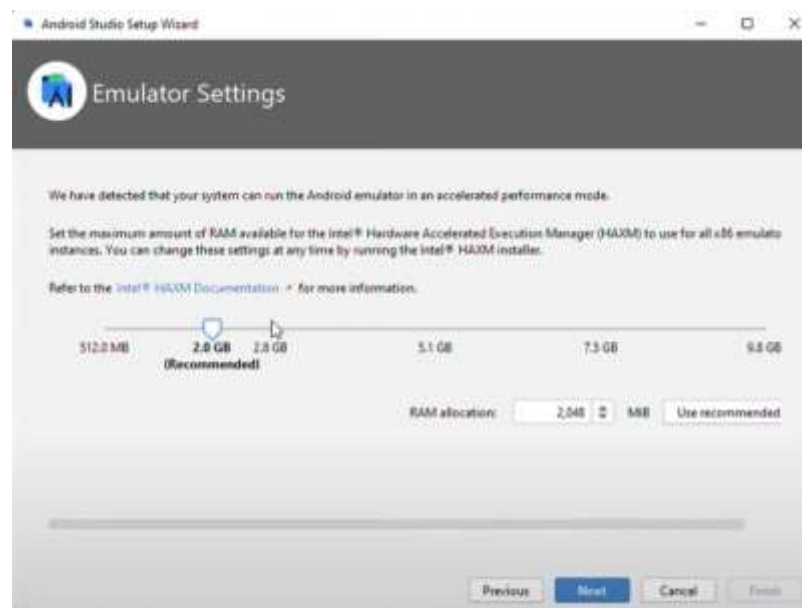 Android Studio Setup Wizard
Emulator Settings
We have detected that your system can run the Android emulator in an accelerated performance mode.
Set the maximum amount of RAM available for the Intel® Hardware Accelerated Execution Manager (HAXM) to use for all x86 emulato
instances. You can change these settings at any time by running the Intel® HAXM installer.
Refer to the Intel® HAXM Documentation for more information.
512.0 MB 2.0 GB 2.8 GB 5.1 GB 7.3 GB 9.8 GB
(Recommended)
RAM allocation: 2,048 MiB Use recommended
Previous Next Cancel Finish